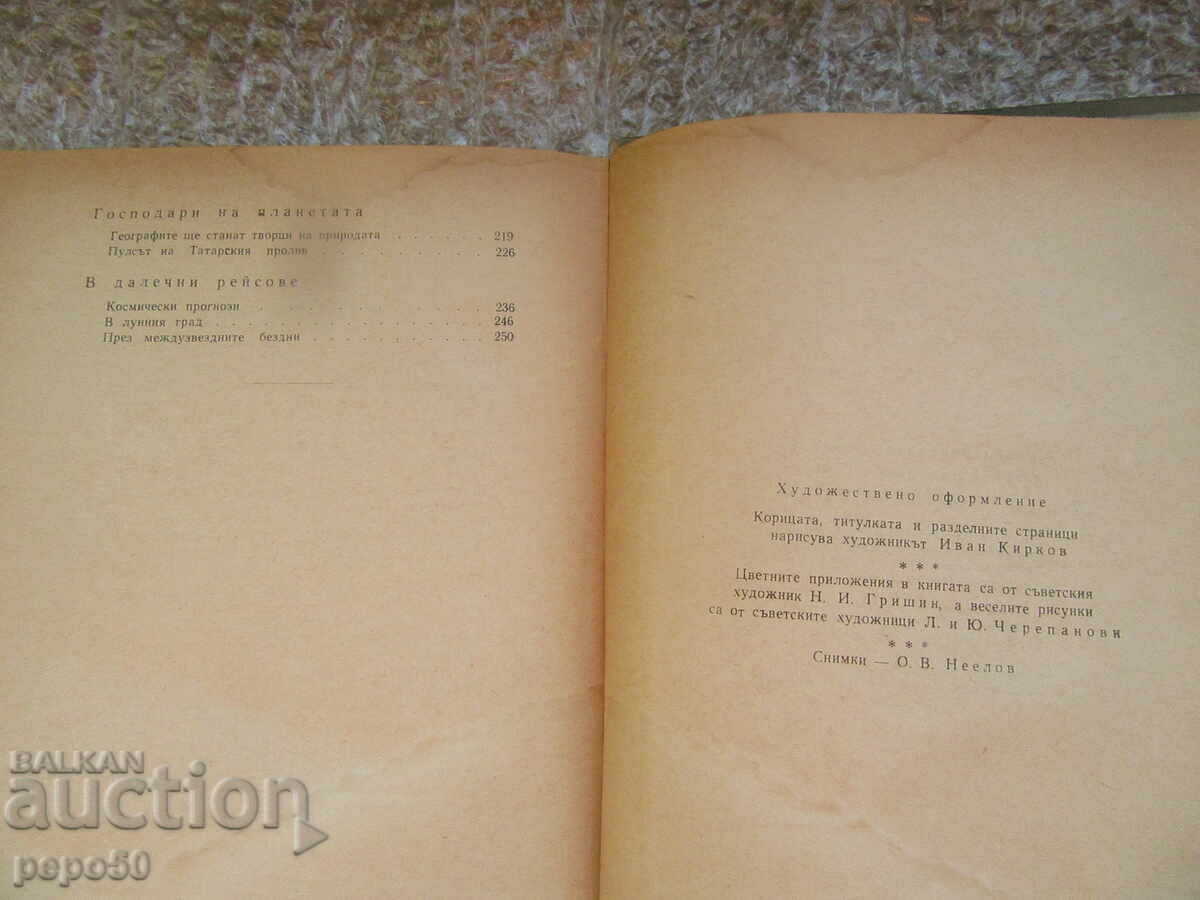 Господари на планетата
Географите ще станат творци на природата . . . . . . 219
Пулсът на Татарския пролив . . . . . . . . . 226
В далечни рейсове
Космически прогнози . . . . . . . . . . . . 236
В лунния град . . . . . . . . . . . . . . . . 246
През междузвездните бездни . . . . . . . . . . . 250
Художествено оформление
Корицата, титулката и разделните страници
нарисува художникът Иван Кирков
* * *
Цветните приложения в книгата са от съветския
художник Н. И. Гришин, а веселите рисунки
са от съветските художници Л. и Ю. Черепанови
* * *
Снимки — О. В. Неелов
BALKAN
auction
pepo50